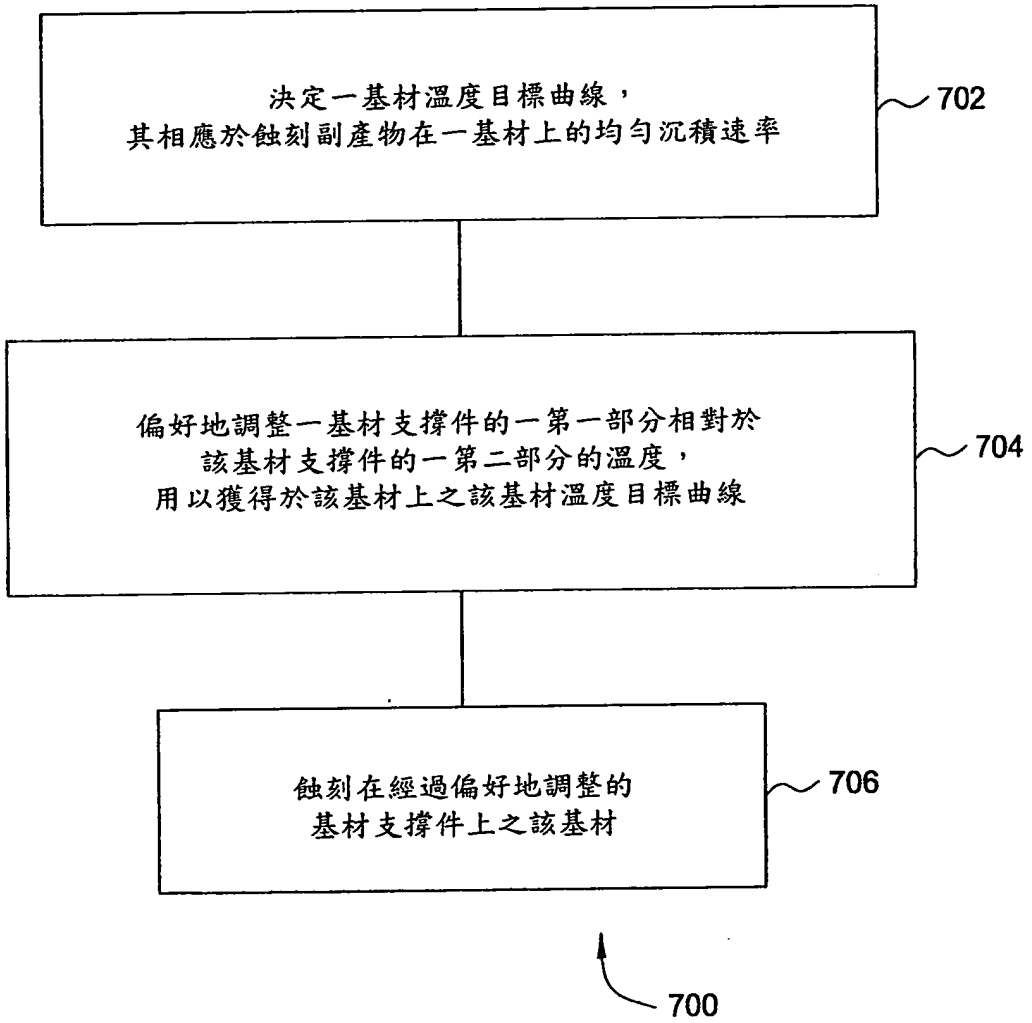 決定一基材溫度目標曲線，
其相應於蝕刻副產物在一基材上的均勻沉積速率
702
偏好地調整一基材支撐件的一第一部分相對於
該基材支撐件的一第二部分的溫度，
用以獲得於該基材上之該基材溫度目標曲線
704
蝕刻在經過偏好地調整的
基材支撐件上之該基材
706
700